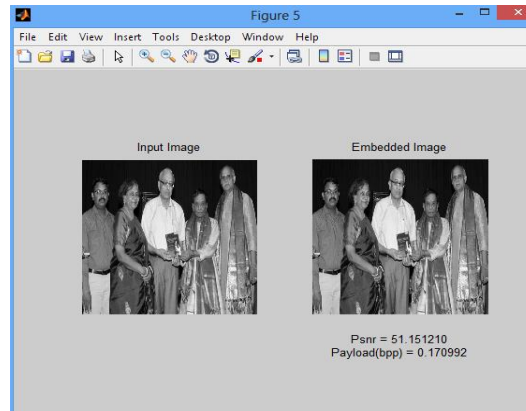 Figure 5
File Edit View Insert Tools Desktop Window Help
Input Image
Embedded Image
Psnr = 51.151210
Payload(bpp) = 0.170992